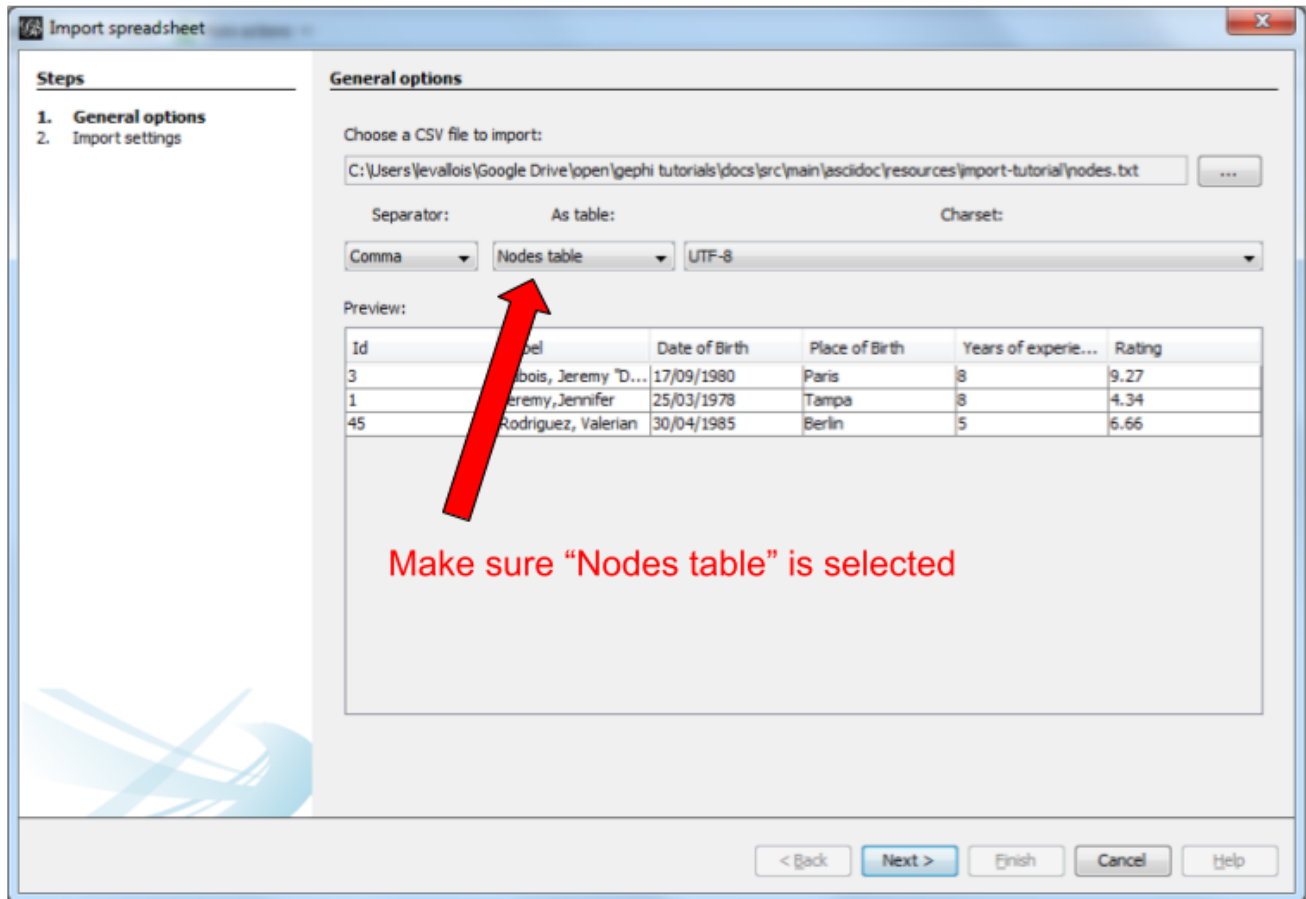 Import spreadsheet
Steps
1. General options
2. Import settings
General options
Choose a CSV file to import:
C:\Users\levallois\Google Drive\open\gephi tutorials\docs\src\main\asciidoc\resources\import-tutorial\nodes.txt ...
Separator: As table: Charset:
Comma Nodes table UTF-8
Preview:
Id Date of Birth Place of Birth Years of experie... Rating
3 Jeremy "D... 17/09/1980 Paris 8 9.27
1 Jeremy,Jennifer 25/03/1978 Tampa 8 4.34
45 Rodriguez, Valerian 30/04/1985 Berlin 5 6.66
Make sure “Nodes table” is selected
< Back Next > Finish Cancel Help